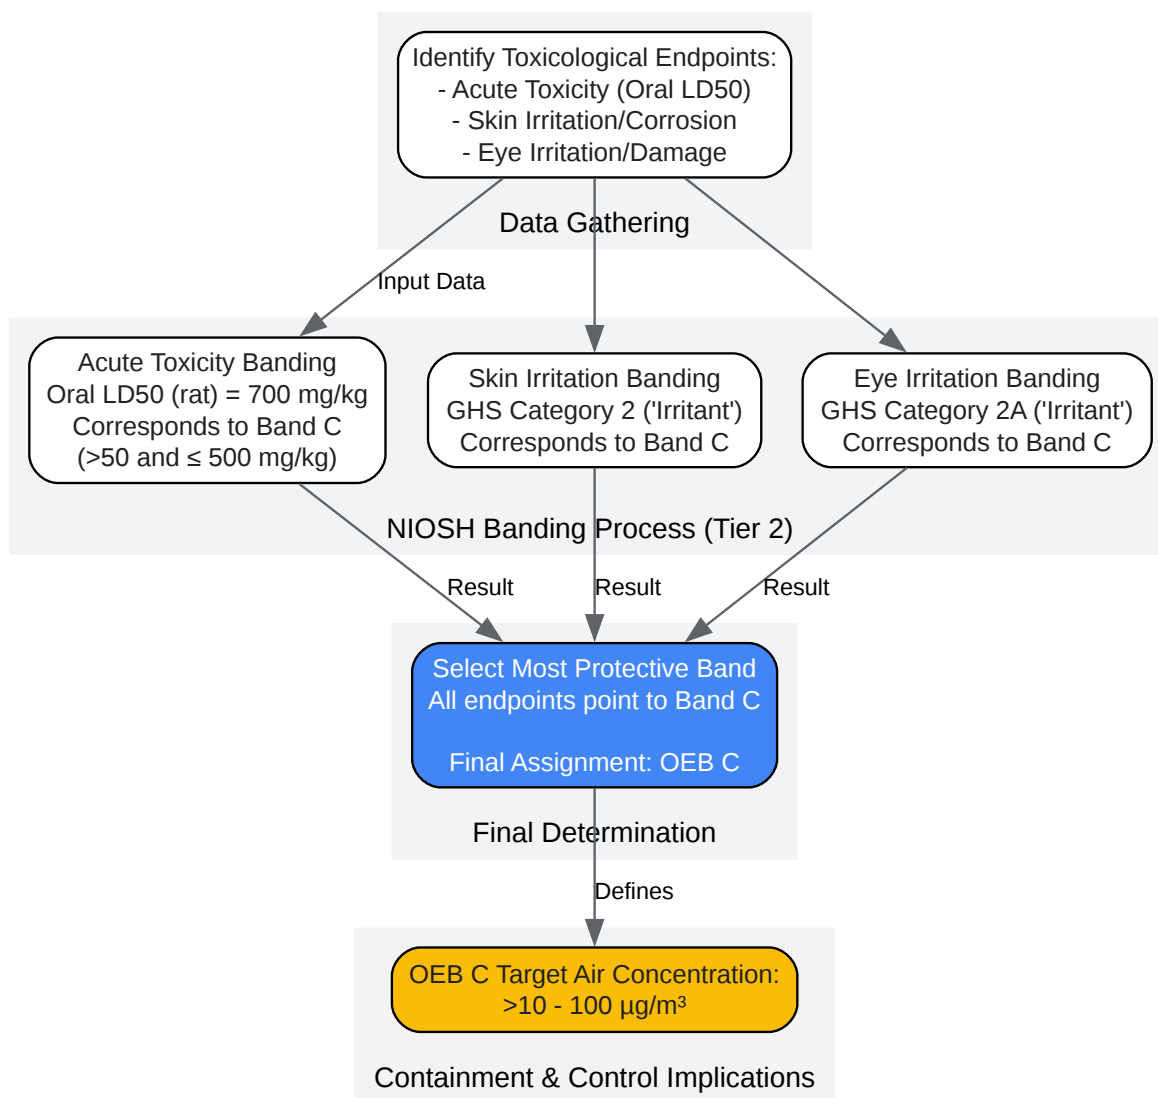 Identify Toxicological Endpoints:
- Acute Toxicity (Oral LD50)
- Skin Irritation/Corrosion
- Eye Irritation/Damage
Data Gathering
Input Data
Acute Toxicity Banding
Oral LD50 (rat) = 700 mg/kg
Corresponds to Band C
(>50 and ≤ 500 mg/kg)
Skin Irritation Banding
GHS Category 2 ('Irritant')
Corresponds to Band C
Eye Irritation Banding
GHS Category 2A ('Irritant')
Corresponds to Band C
NIOSH Banding Process (Tier 2)
Result
Result
Result
Select Most Protective Band
All endpoints point to Band C
Final Assignment: OEB C
Final Determination
Defines
OEB C Target Air Concentration:
>10 - 100 µg/m³
Containment & Control Implications